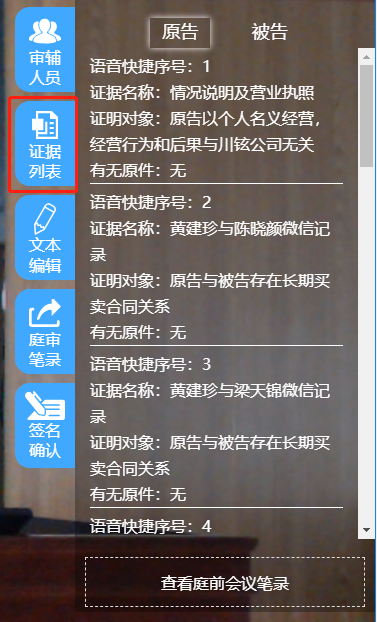 审辅
人员
证据
列表
文本
编辑
庭审
笔录
签名
确认
原告
被告
语音快捷序号：1
证据名称：情况说明及营业执照
证明对象：原告以个人名义经营，
经营行为和后果与川铉公司无关
有无原件：无
语音快捷序号：2
证据名称：黄建珍与陈晓颜微信记
录
证明对象：原告与被告存在长期买
卖合同关系
有无原件：无
语音快捷序号：3
证据名称：黄建珍与梁天锦微信记
录
证明对象：原告与被告存在长期买
卖合同关系
有无原件：无
语音快捷序号：4
查看庭前会议笔录